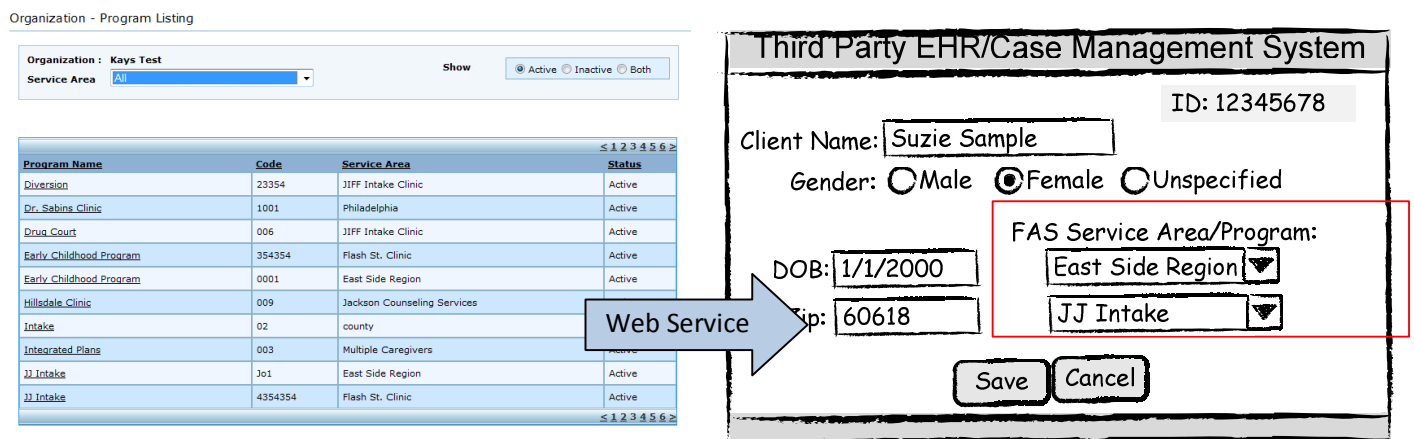 Organization - Program Listing
Organization : Kays Test
Service Area All
Show Active Inactive Both
< 1 2 3 4 5 6 >
Program Name Code Service Area Status
Diversion 23354 JIFF Intake Clinic Active
Dr. Sabins Clinic 1001 Philadelphia Active
Drug Court 006 JIFF Intake Clinic Active
Early Childhood Program 354354 Flash St. Clinic Active
Early Childhood Program 0001 East Side Region Active
Hillsdale Clinic 009 Jackson Counseling Services
Intake 02 county
Integrated Plans 003 Multiple Caregivers Active
JJ Intake Jo1 East Side Region Active
JJ Intake 4354354 Flash St. Clinic Active
< 1 2 3 4 5 6 >
Web Service
Third Party EHR/Case Management System
ID: 12345678
Client Name: Suzie Sample
Gender: Male Female Unspecified
FAS Service Area/Program:
DOB: 1/1/2000 East Side Region
Zip: 60618 JJ Intake
Save Cancel